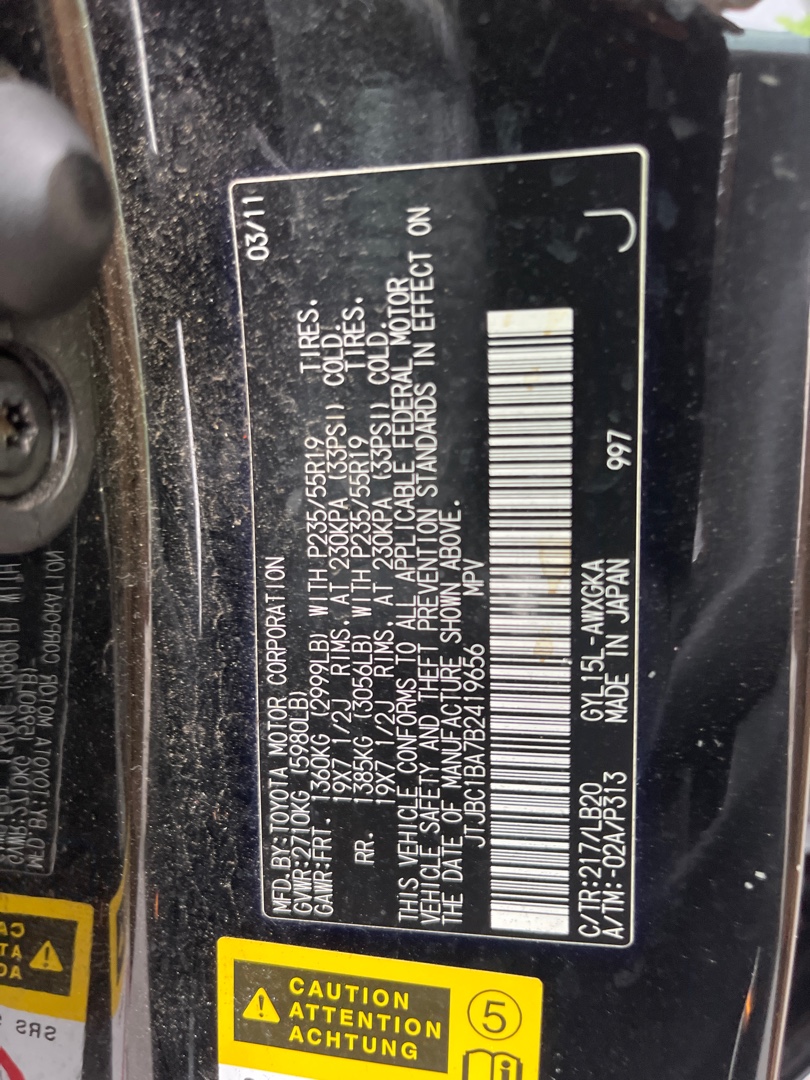 MFD.BY:TOYOTA MOTOR CORPORATION 03/11
GVWR:2710KG (5980LB)
GAWR:FRT. 1360KG (2999LB) WITH P235/55R19 TIRES.
19X7 1/2J RIMS, AT 230KPA (33PSI) COLD.
RR. 1385KG (3056LB) WITH P235/55R19 TIRES.
19X7 1/2J RIMS, AT 230KPA (33PSI) COLD.
THIS VEHICLE CONFORMS TO ALL APPLICABLE FEDERAL MOTOR
VEHICLE SAFETY AND THEFT PREVENTION STANDARDS IN EFFECT ON
THE DATE OF MANUFACTURE SHOWN ABOVE.
JTJBC1BA7B2419656 MPV
C/TR:217/LB20 GYL15L-AWXGKA
A/TM:-02A/P313 MADE IN JAPAN 997 J
CAUTION
ATTENTION
ACHTUNG
5
SRS